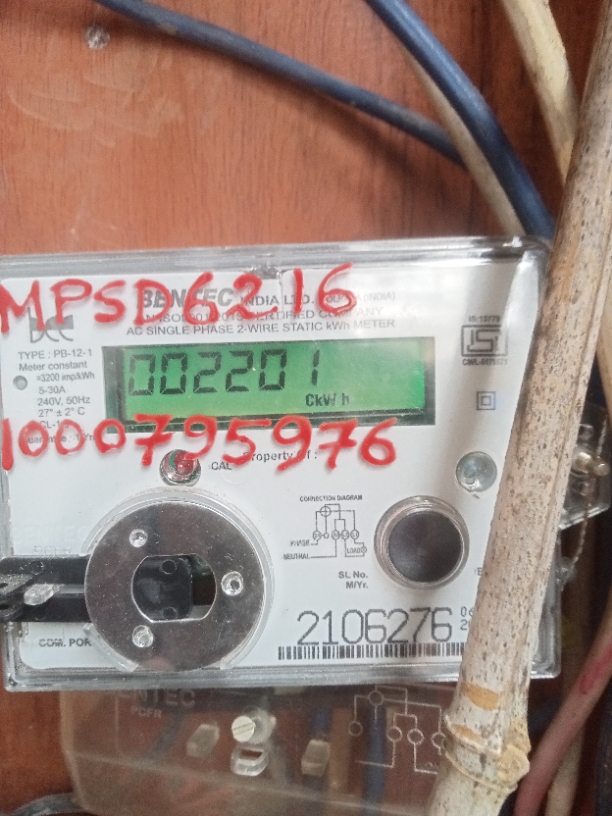 MPSD6216
BENTEC INDIA LTD.
AC SINGLE PHASE 2-WIRE STATIC kWh METER
TYPE : PB-12-1
Meter constant
=3200 imp/kWh
5-30A
240V, 50Hz
27° ± 2° C
002201
CkWh
1000795976
CAL
Property Of :
CONNECTION DIAGRAM
NEUTRAL
LOAD
SL No.
M/Yr.
2106276
COM. POR